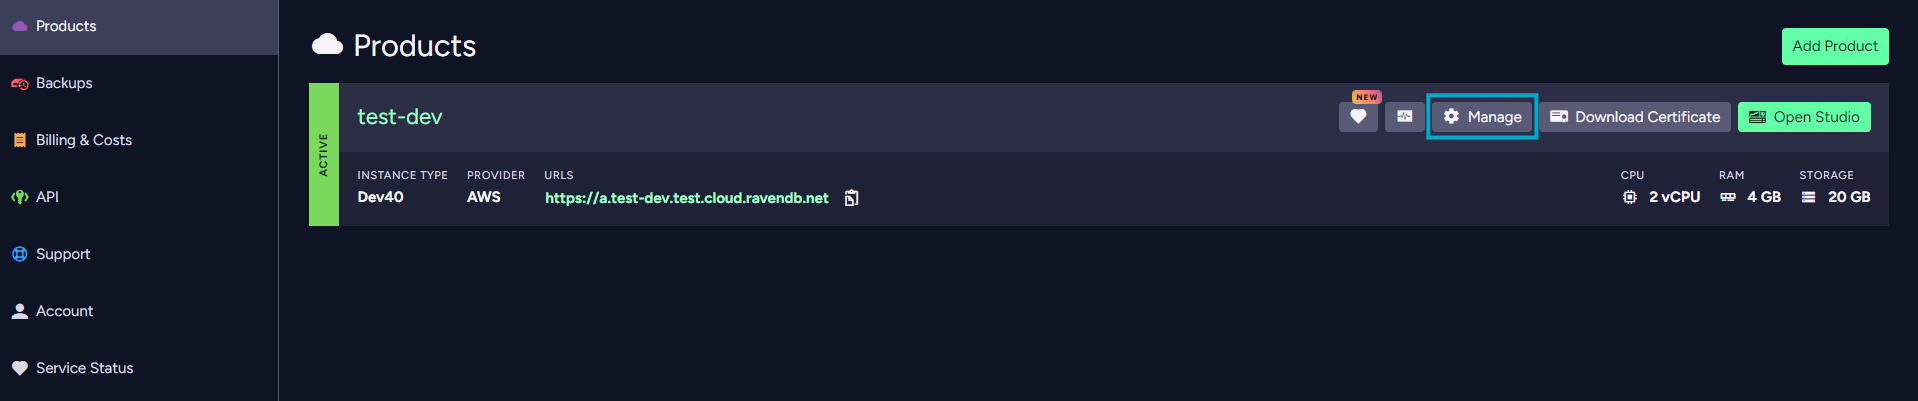 Products
Backups
Billing & Costs
API
Support
Account
Service Status
Products
Add Product
ACTIVE
test-dev
NEW
Manage
Download Certificate
Open Studio
INSTANCE TYPE PROVIDER URLS
Dev40 AWS https://a.test-dev.test.cloud.ravendb.net
CPU RAM STORAGE
2 vCPU 4 GB 20 GB